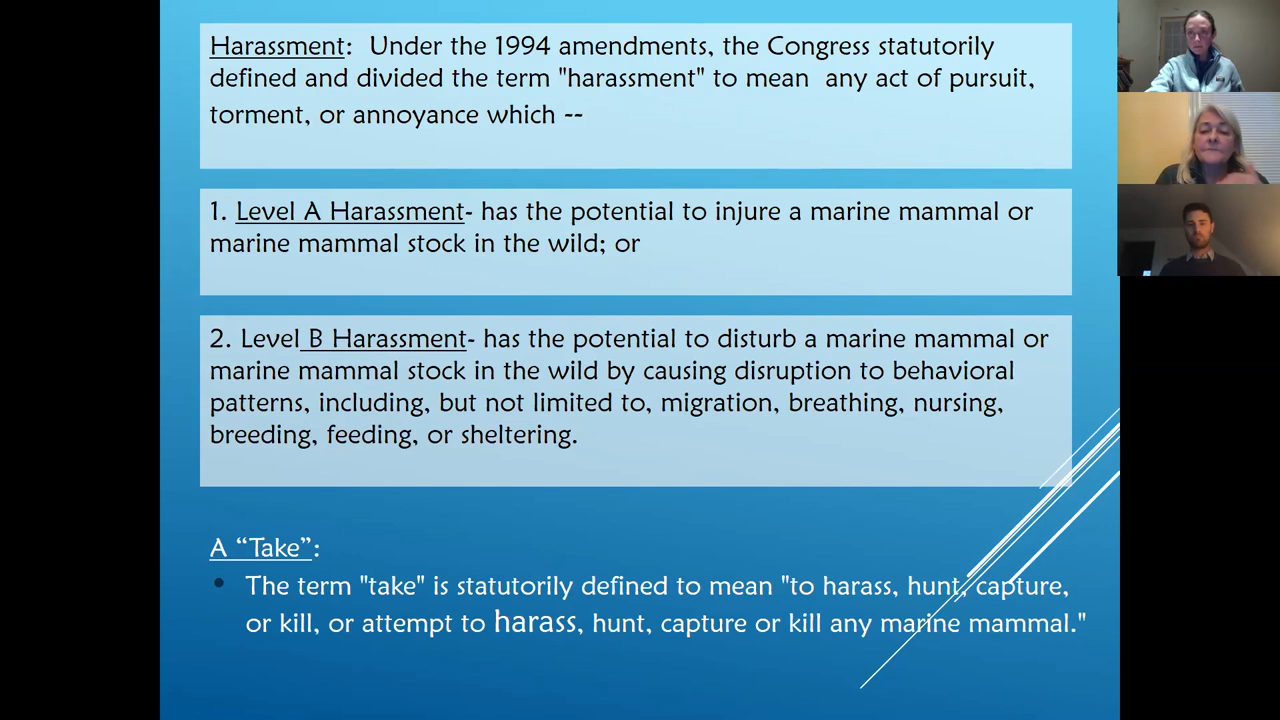 Harassment:  Under the 1994 amendments, the Congress statutorily
defined and divided the term "harassment" to mean  any act of pursuit,
torment, or annoyance which --
1. Level A Harassment- has the potential to injure a marine mammal or
marine mammal stock in the wild; or
2. Level B Harassment- has the potential to disturb a marine mammal or
marine mammal stock in the wild by causing disruption to behavioral
patterns, including, but not limited to, migration, breathing, nursing,
breeding, feeding, or sheltering.
A “Take”:
• The term "take" is statutorily defined to mean "to harass, hunt, capture,
or kill, or attempt to harass, hunt, capture or kill any marine mammal."